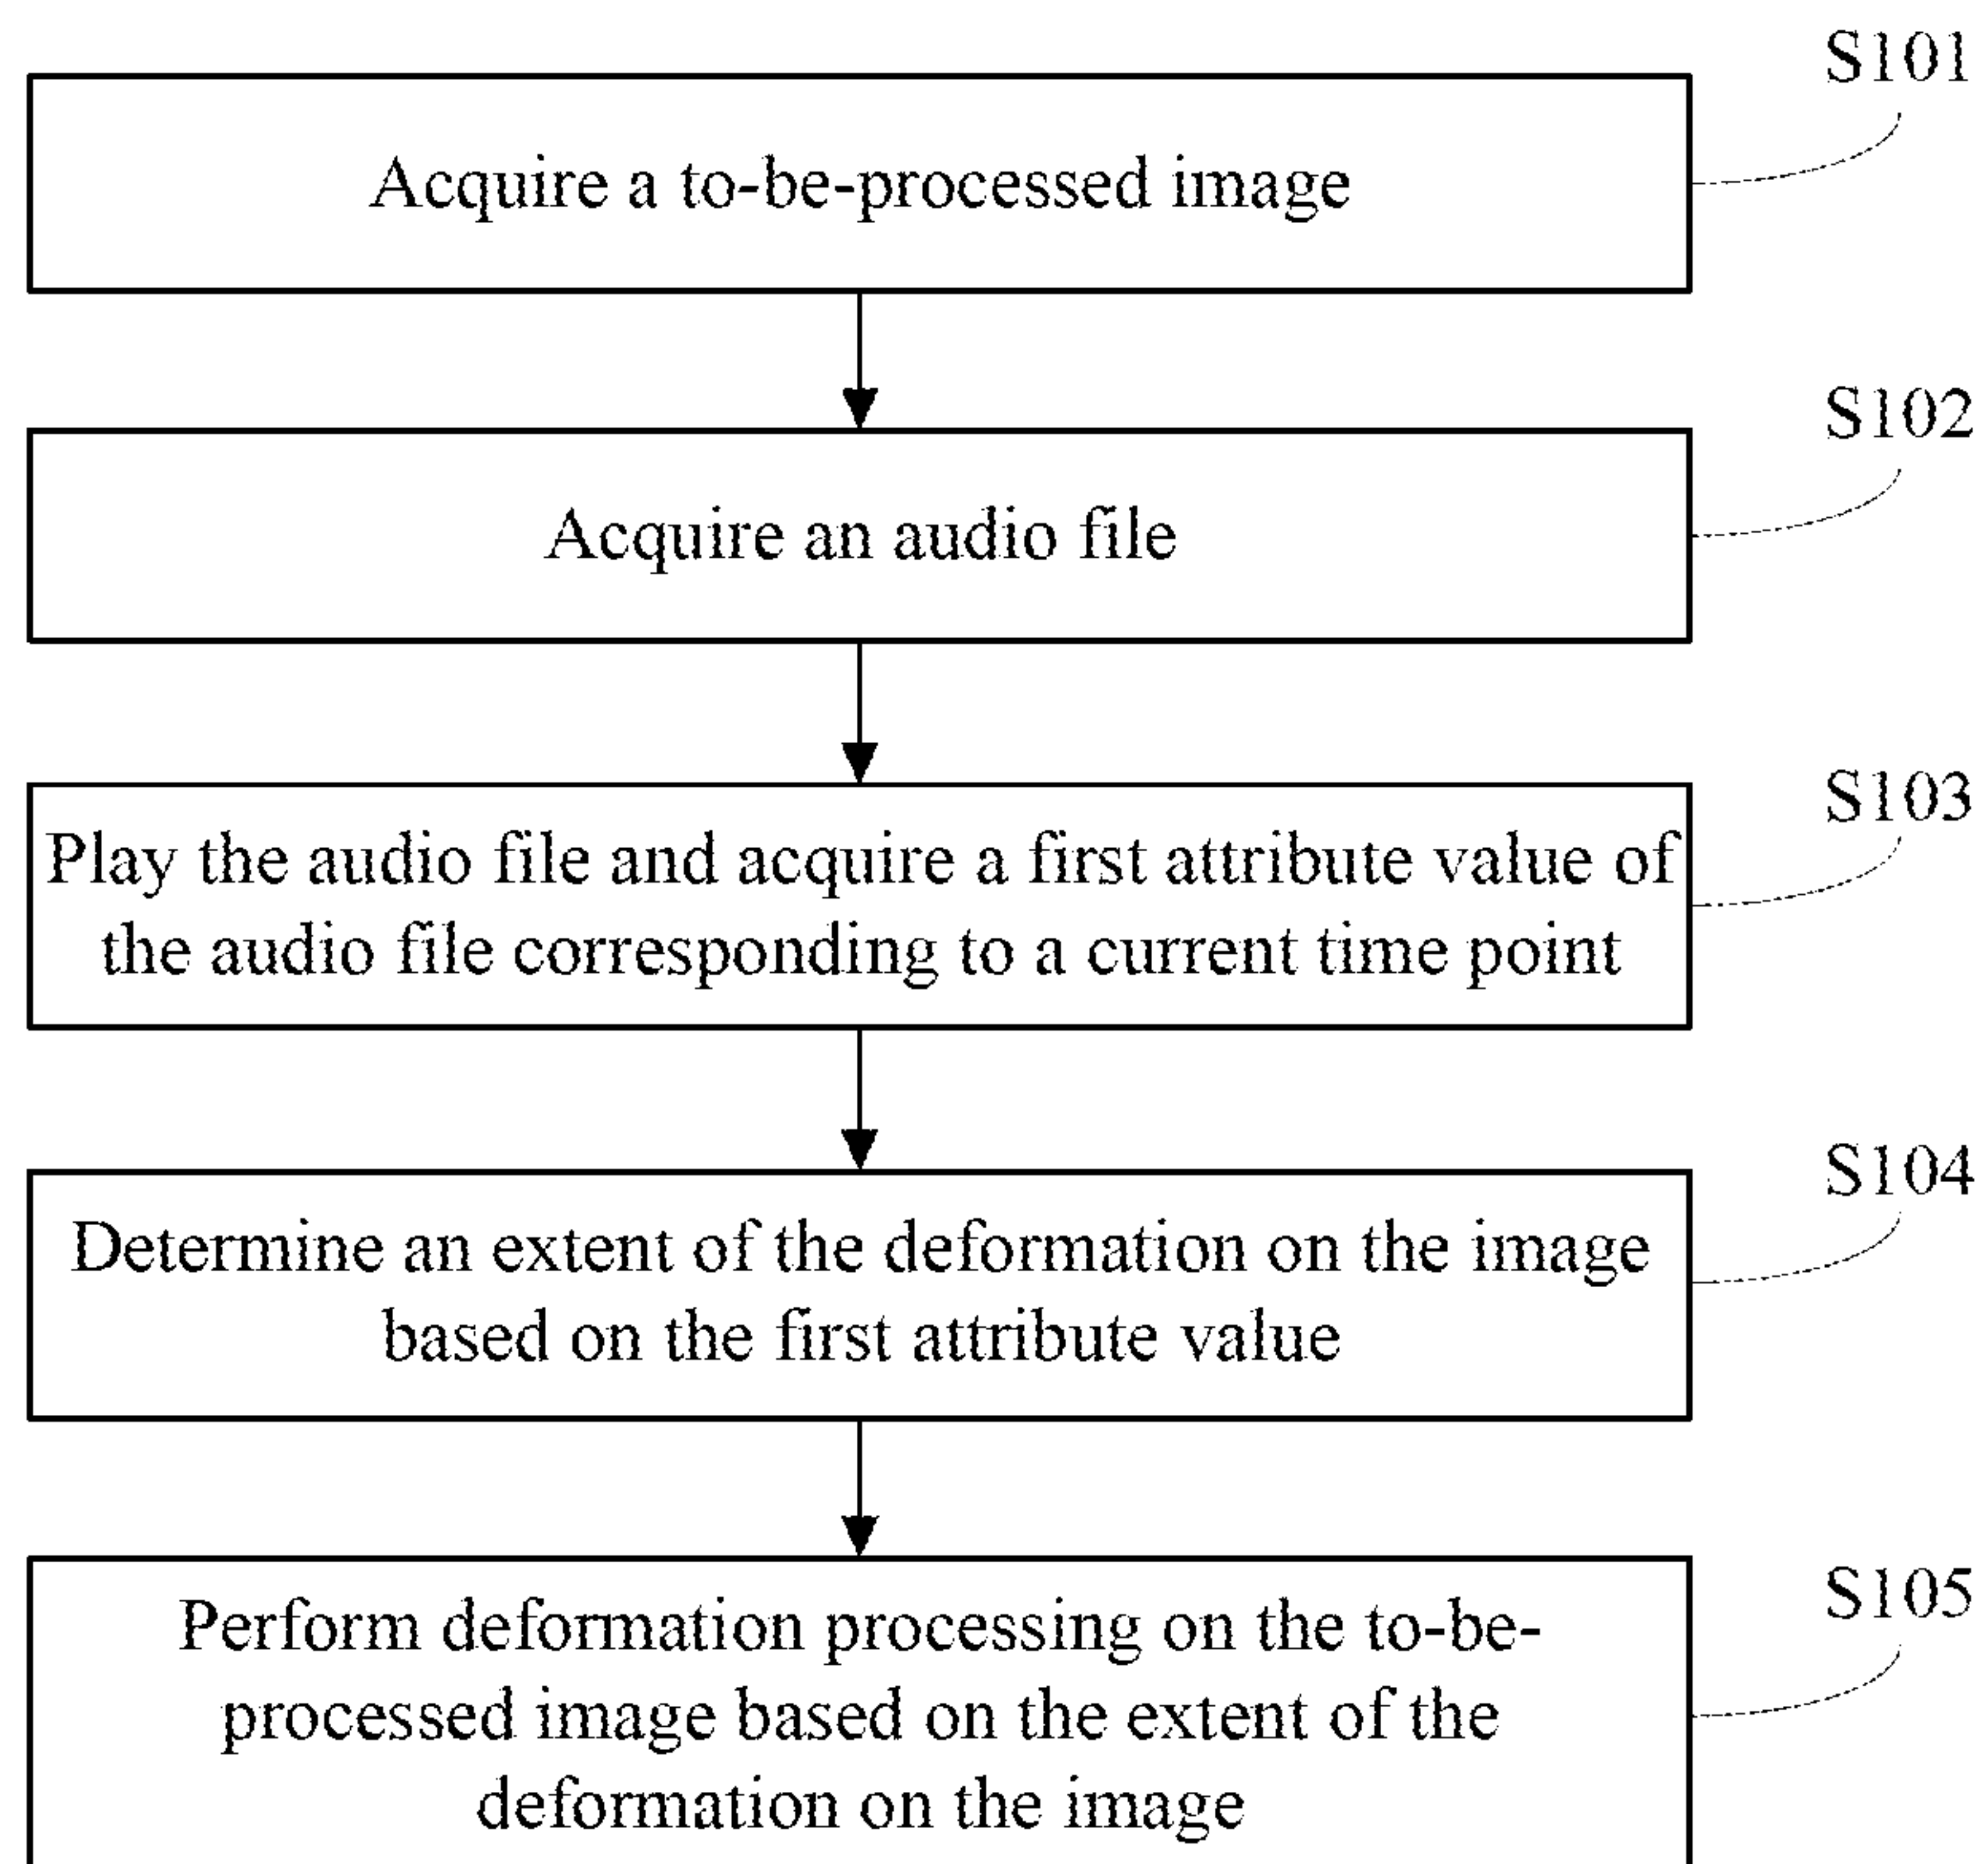 S101
Acquire a to-be-processed image
S102
Acquire an audio file
S103
Play the audio file and acquire a first attribute value of
the audio file corresponding to a current time point
S104
Determine an extent of the deformation on the image
based on the first attribute value
S105
Perform deformation processing on the to-be-
processed image based on the extent of the
deformation on the image